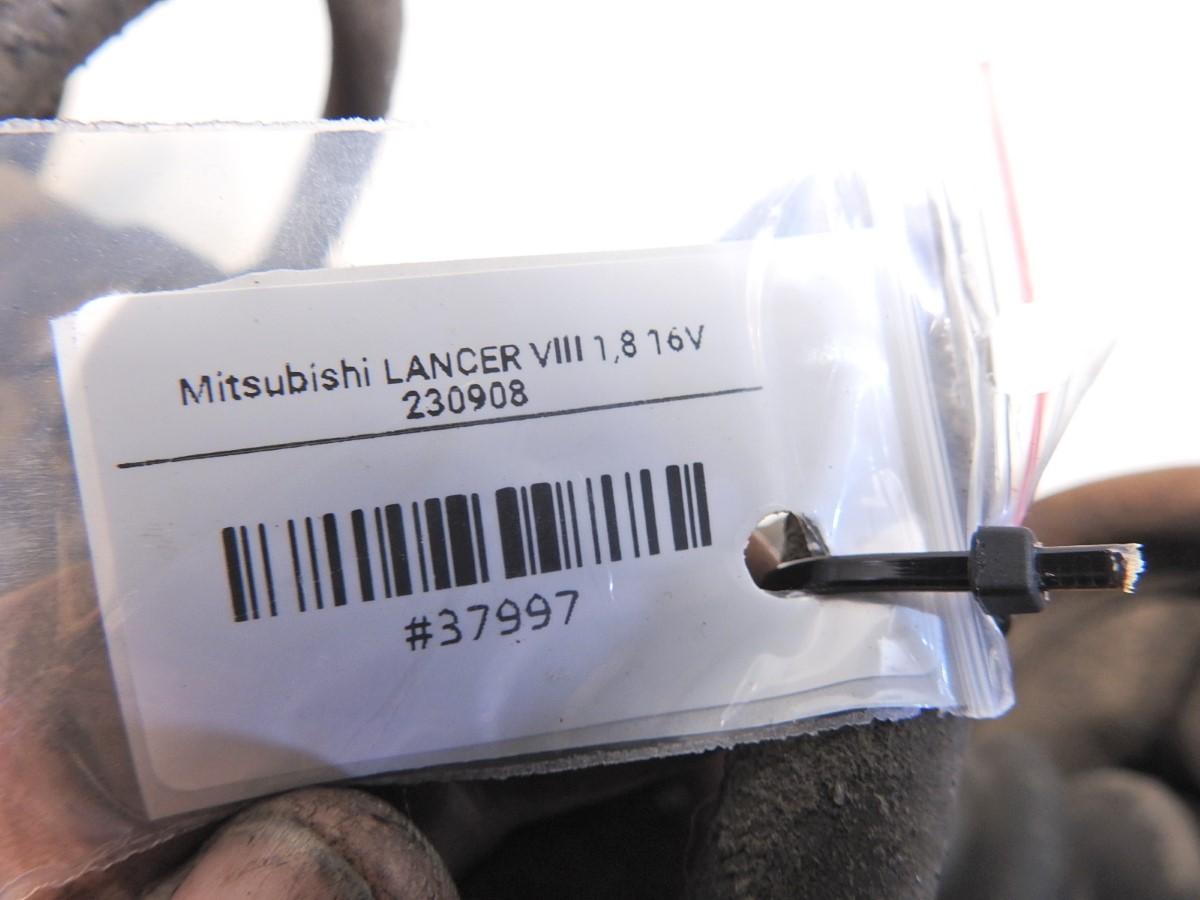 Mitsubishi LANCER VIII 1,8 16V
230908
#37997